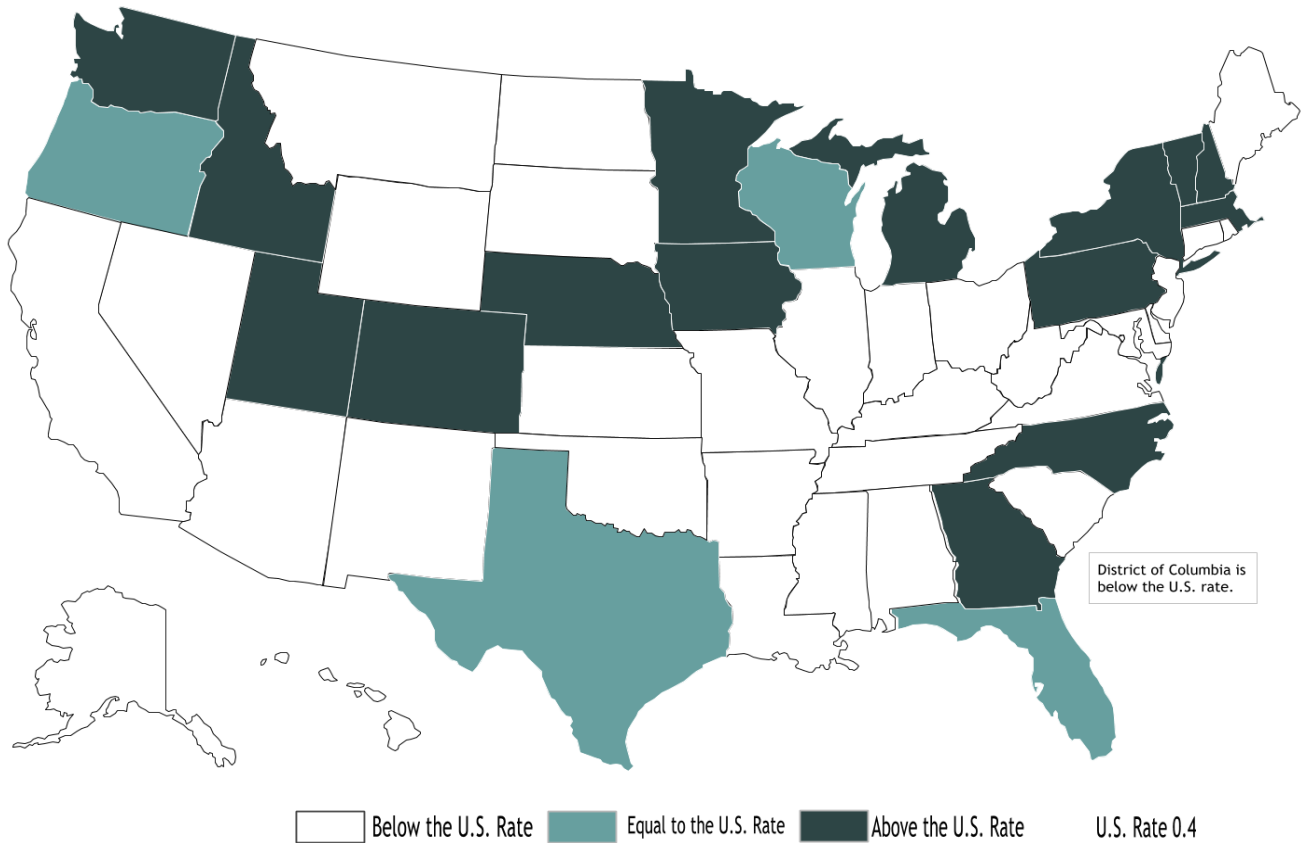 District of Columbia is
below the U.S. rate.
Below the U.S. Rate
Equal to the U.S. Rate
Above the U.S. Rate
U.S. Rate 0.4